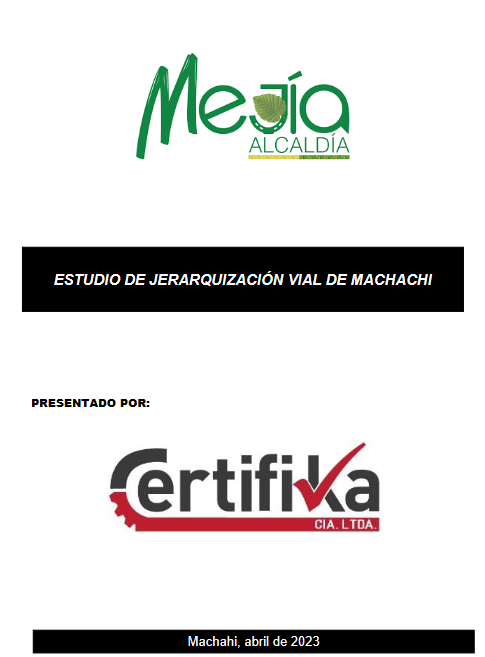 Mejía
ALCALDÍA
ESTUDIO DE JERARQUIZACIÓN VIAL DE MACHACHI
PRESENTADO POR:
Certifika
CIA. LTDA.
Machahi, abril de 2023